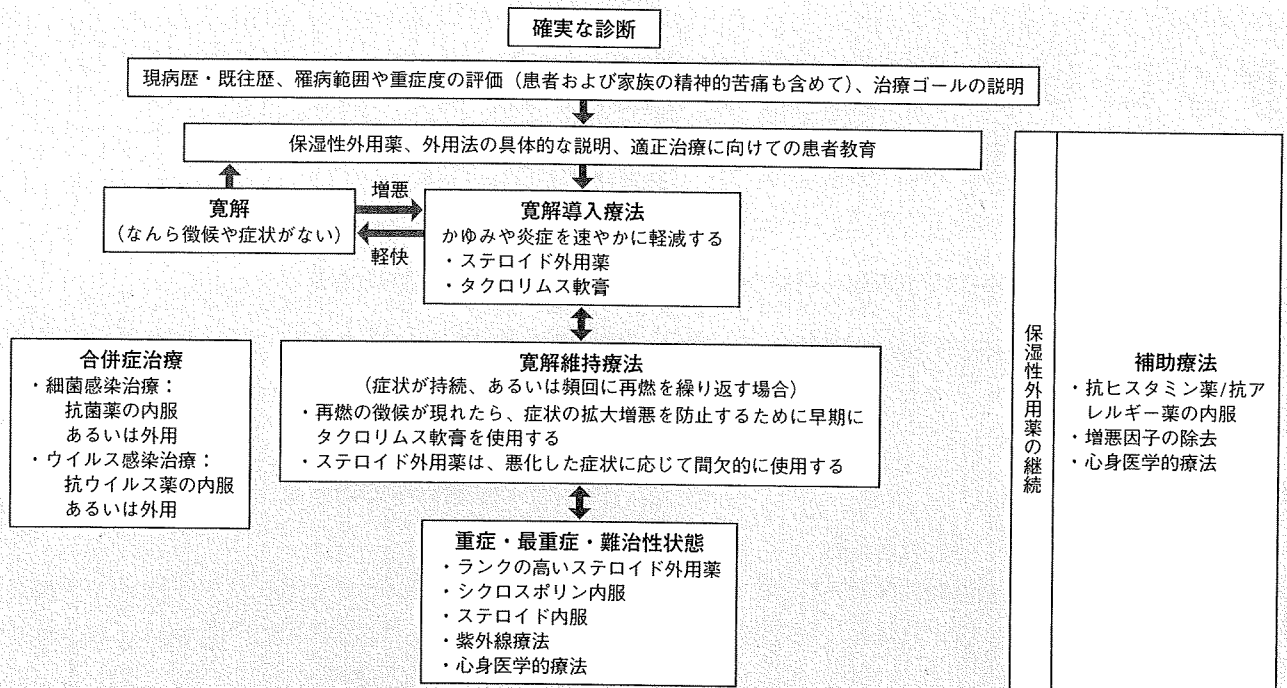 確実な診断
現病歴・既往歴、罹病範囲や重症度の評価（患者および家族の精神的苦痛も含めて）、治療ゴールの説明
保湿性外用薬、外用法の具体的な説明、適正治療に向けての患者教育
寛解
（なんら徴候や症状がない）
増悪
軽快
寛解導入療法
かゆみや炎症を速やかに軽減する
・ステロイド外用薬
・タクロリムス軟膏
合併症治療
・細菌感染治療：
抗菌薬の内服
あるいは外用
・ウイルス感染治療：
抗ウイルス薬の内服
あるいは外用
寛解維持療法
（症状が持続、あるいは頻回に再燃を繰り返す場合）
・再燃の徴候が現れたら、症状の拡大増悪を防止するために早期に
タクロリムス軟膏を使用する
・ステロイド外用薬は、悪化した症状に応じて間欠的に使用する
重症・最重症・難治性状態
・ランクの高いステロイド外用薬
・シクロスポリン内服
・ステロイド内服
・紫外線療法
・心身医学的療法
保湿性外用薬の継続
補助療法
・抗ヒスタミン薬/抗ア
レルギー薬の内服
・増悪因子の除去
・心身医学的療法